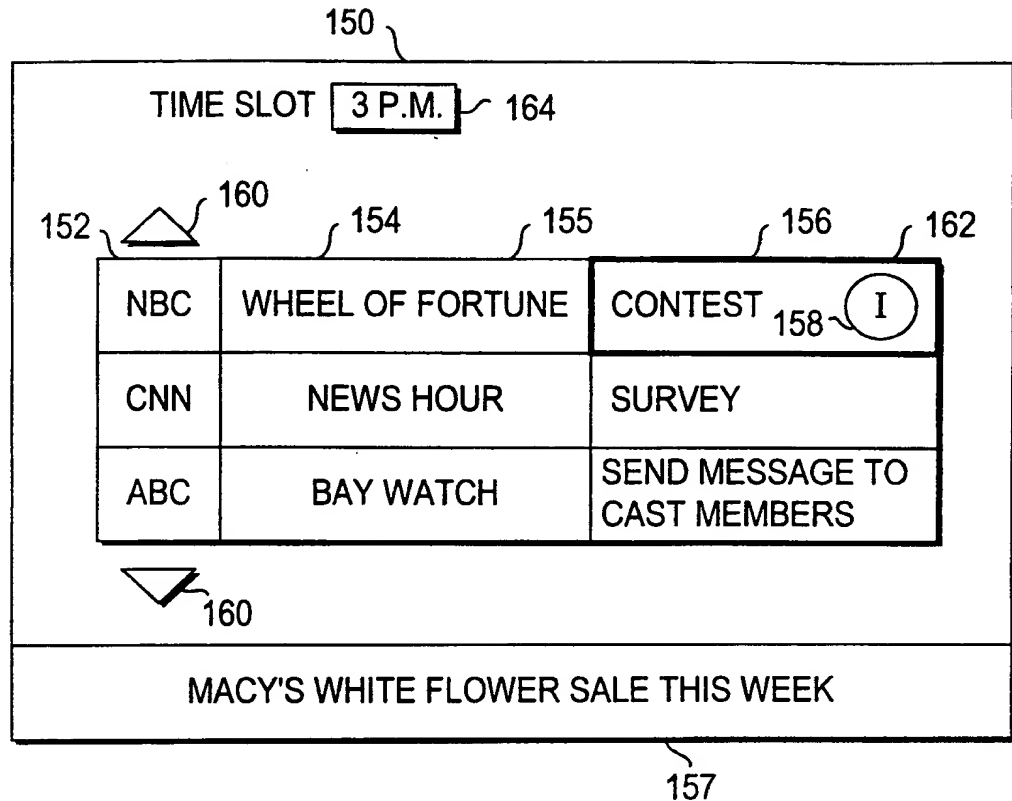 150
TIME SLOT 3 P.M. 164
160
152 154 155 156 162
NBC WHEEL OF FORTUNE CONTEST 158 I
CNN NEWS HOUR SURVEY
ABC BAY WATCH SEND MESSAGE TO
CAST MEMBERS
160
MACY'S WHITE FLOWER SALE THIS WEEK
157